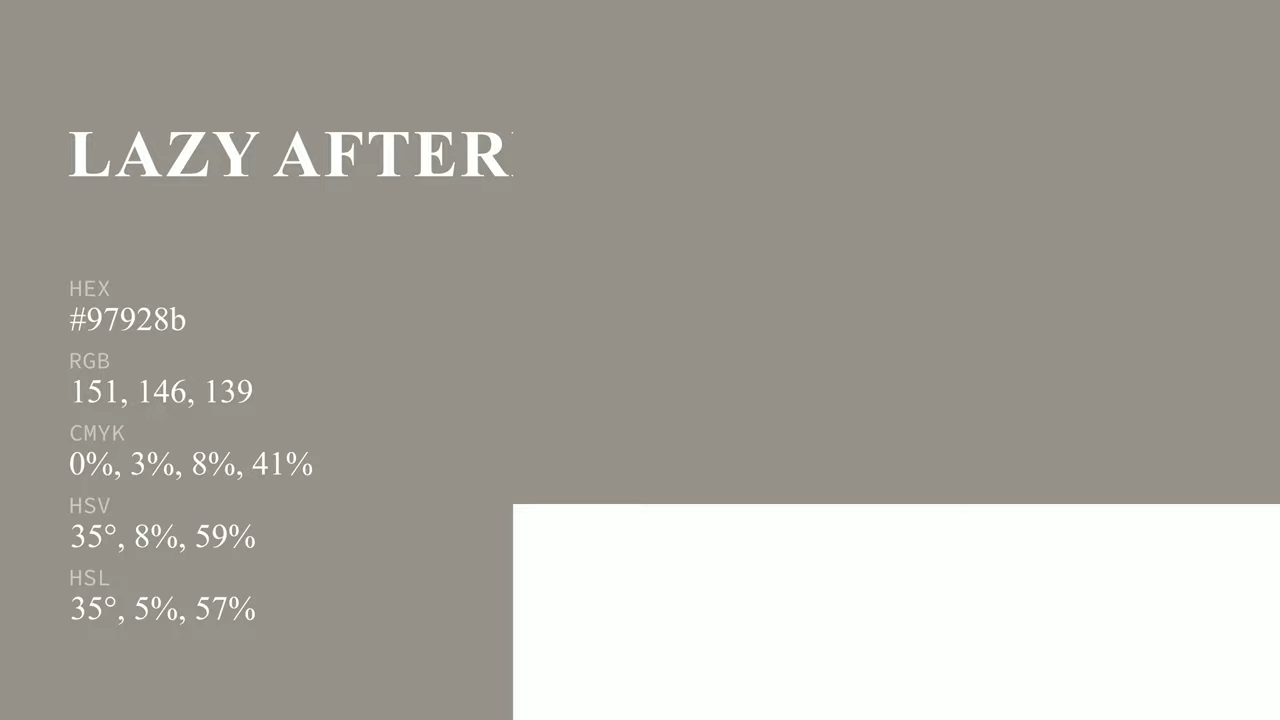 LAZY AFTER
HEX
#97928b
RGB
151, 146, 139
CMYK
0%, 3%, 8%, 41%
HSV
35°, 8%, 59%
HSL
35°, 5%, 57%